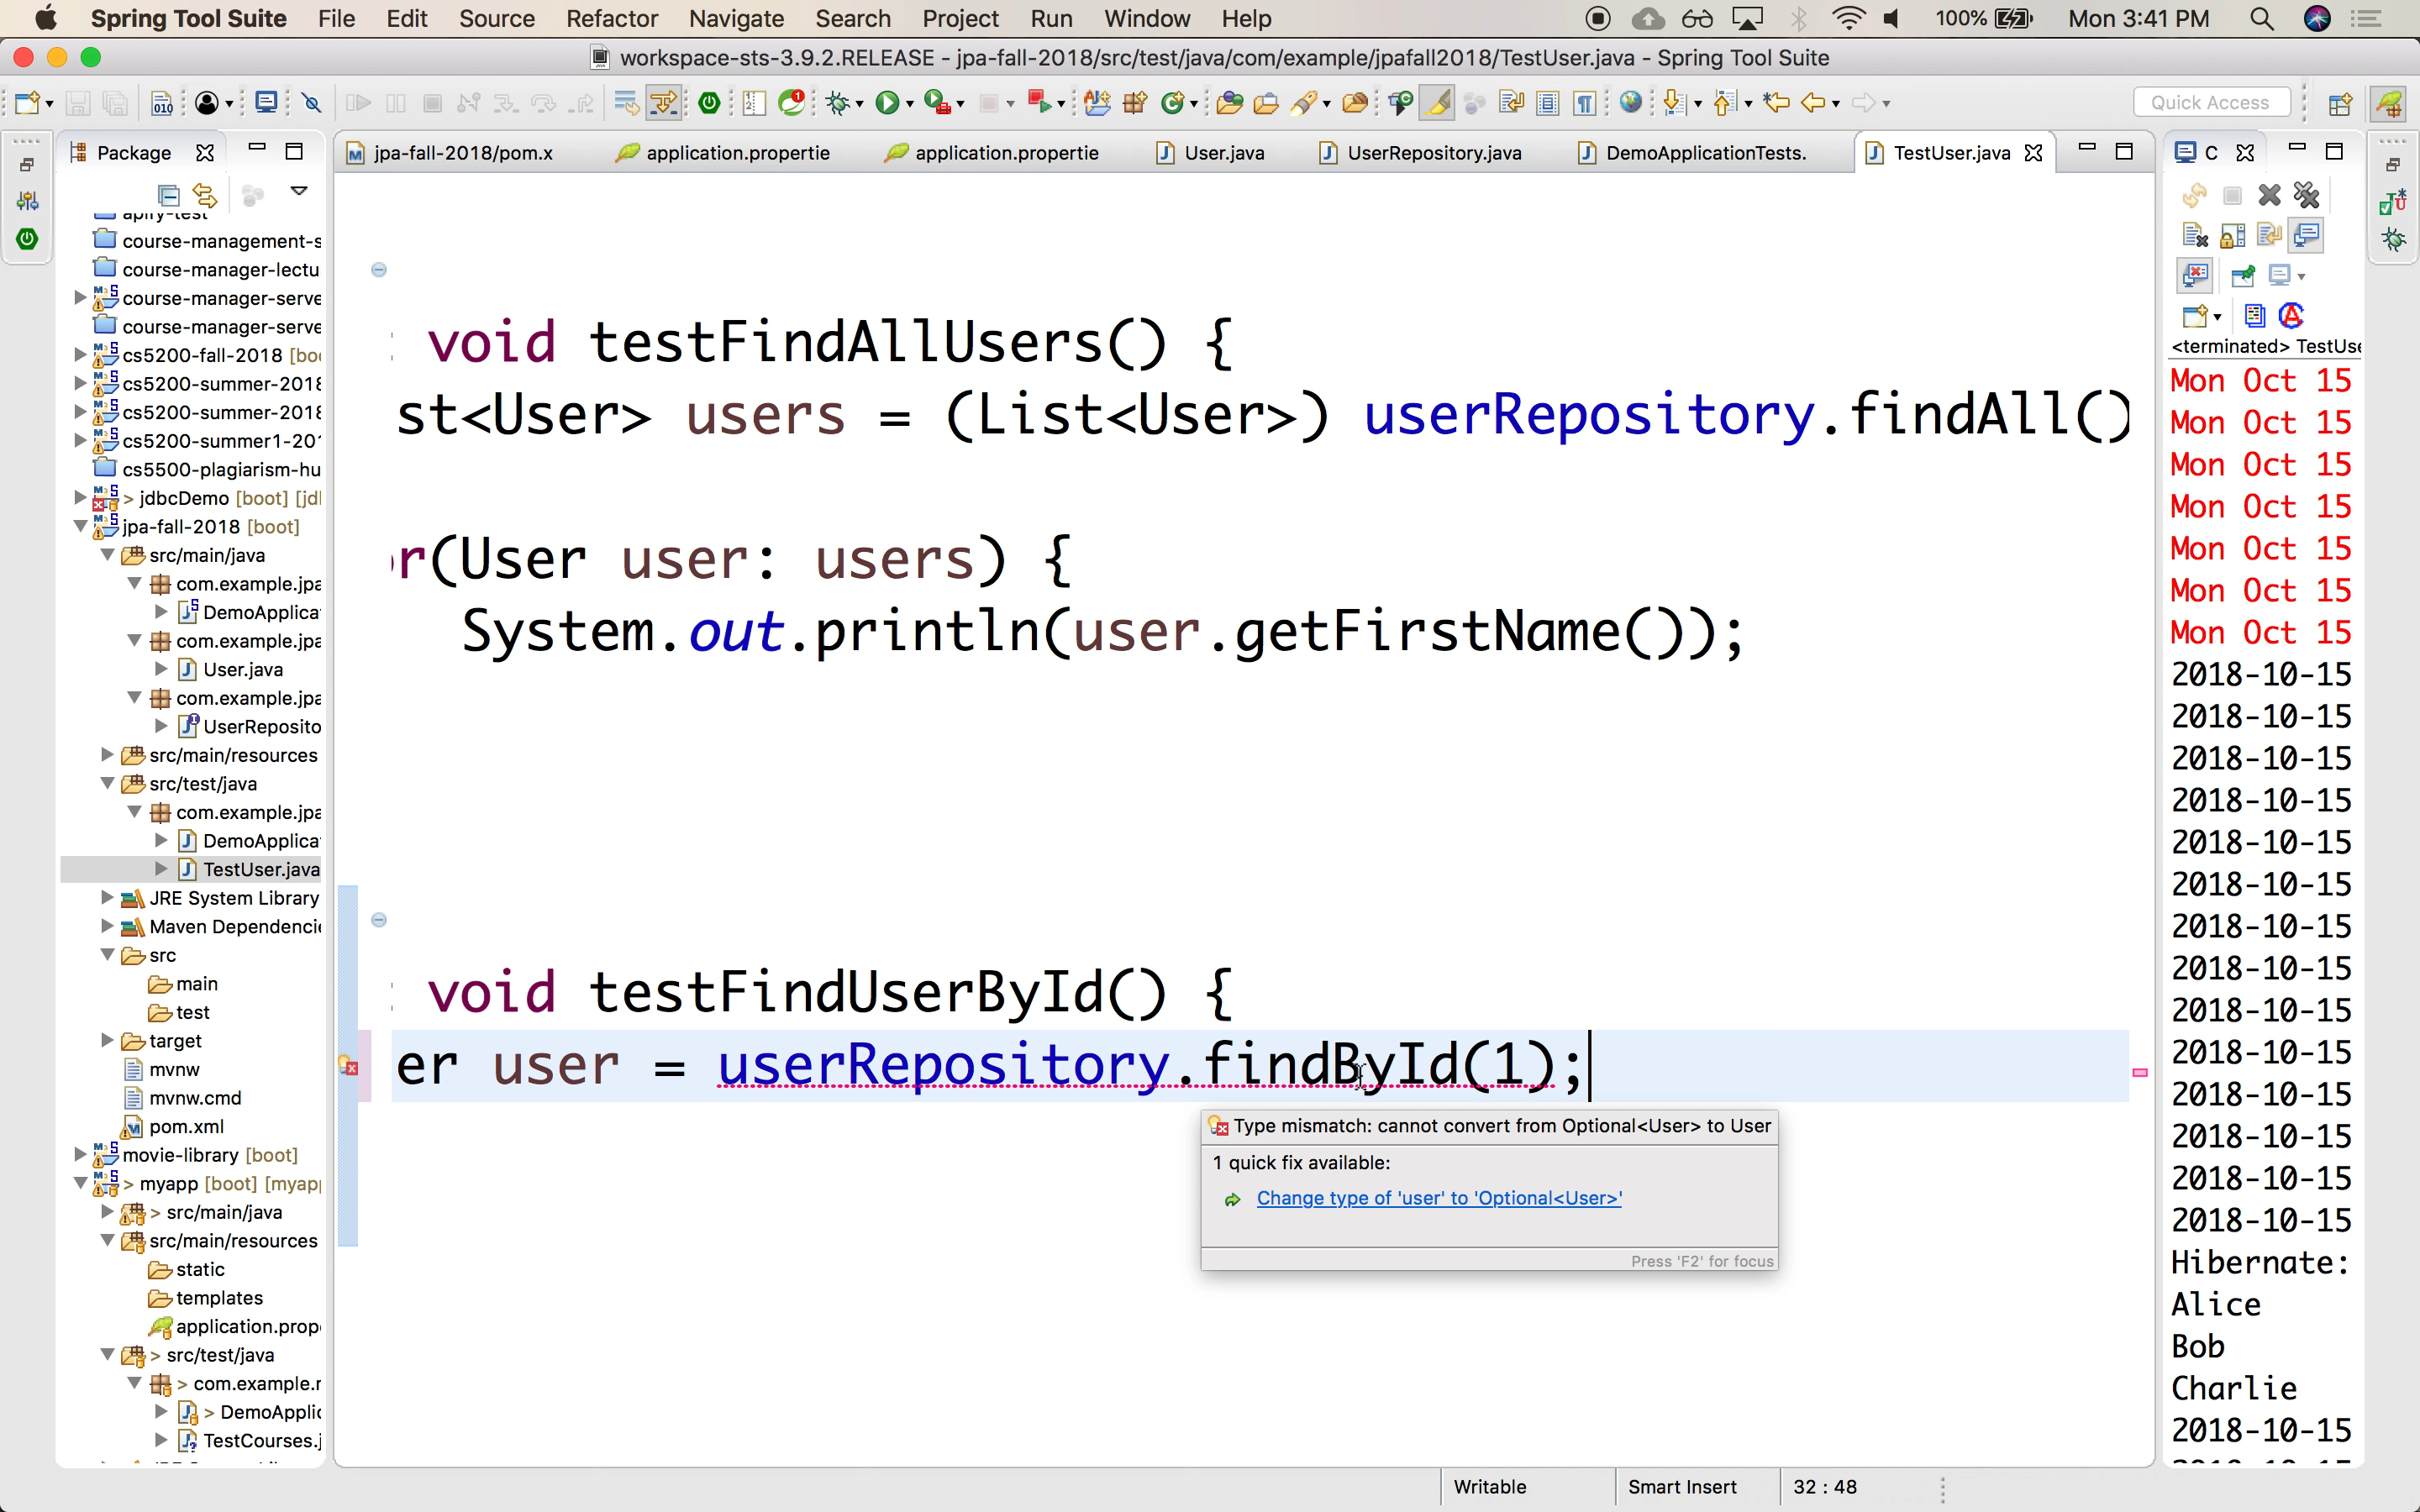 Spring Tool Suite File Edit Source Refactor Navigate Search Project Run Window Help 100% Mon 3:41 PM
workspace-sts-3.9.2.RELEASE - jpa-fall-2018/src/test/java/com/example/jpafall2018/TestUser.java - Spring Tool Suite
Quick Access
Package
jpa-fall-2018/pom.x application.propertie application.propertie User.java UserRepository.java DemoApplicationTests. TestUser.java C
apify-test
course-management-s
course-manager-lectu
course-manager-serve
course-manager-serve
cs5200-fall-2018 [boo
cs5200-summer-2018
cs5200-summer-2018
cs5200-summer1-201
cs5500-plagiarism-hu
> jdbcDemo [boot] [jd
jpa-fall-2018 [boot]
src/main/java
com.example.jpa
DemoApplica
com.example.jpa
User.java
com.example.jpa
UserReposito
src/main/resources
src/test/java
com.example.jpa
DemoApplica
TestUser.java
JRE System Library
Maven Dependencie
src
main
test
target
mvnw
mvnw.cmd
pom.xml
movie-library [boot]
> myapp [boot] [myap
> src/main/java
src/main/resources
static
templates
application.prop
> src/test/java
> com.example.r
> DemoApplic
TestCourses.j
void testFindAllUsers() {
st<User> users = (List<User>) userRepository.findAll()
or(User user: users) {
System.out.println(user.getFirstName());
void testFindUserById() {
er user = userRepository.findById(1);
Type mismatch: cannot convert from Optional<User> to User
1 quick fix available:
Change type of 'user' to 'Optional<User>'
Press 'F2' for focus
<terminated> TestUse
Mon Oct 15
Mon Oct 15
Mon Oct 15
Mon Oct 15
Mon Oct 15
Mon Oct 15
Mon Oct 15
2018-10-15
2018-10-15
2018-10-15
2018-10-15
2018-10-15
2018-10-15
2018-10-15
2018-10-15
2018-10-15
2018-10-15
2018-10-15
2018-10-15
2018-10-15
2018-10-15
Hibernate:
Alice
Bob
Charlie
2018-10-15
Writable Smart Insert 32 : 48